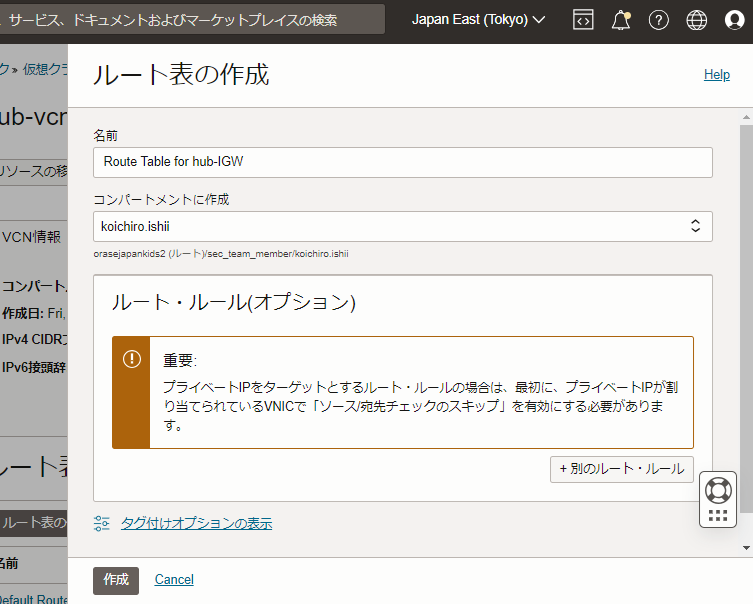 サービス、ドキュメントおよびマーケットプレイスの検索
Japan East (Tokyo)
ク » 仮想クラ
ub-vcn
リソースの移
VCN情報
コンパート
作成日: Fri,
IPv4 CIDRブ
IPv6接頭辞
ルート表
ルート表の
名前
Default Route
ルート表の作成
Help
名前
Route Table for hub-IGW
コンパートメントに作成
koichiro.ishii
orasejapankids2 (ルート)/sec_team_member/koichiro.ishii
ルート・ルール(オプション)
重要:
プライベートIPをターゲットとするルート・ルールの場合は、最初に、プライベートIPが割
り当てられているVNICで「ソース/宛先チェックのスキップ」を有効にする必要がありま
す。
+ 別のルート・ルール
タグ付けオプションの表示
作成
Cancel